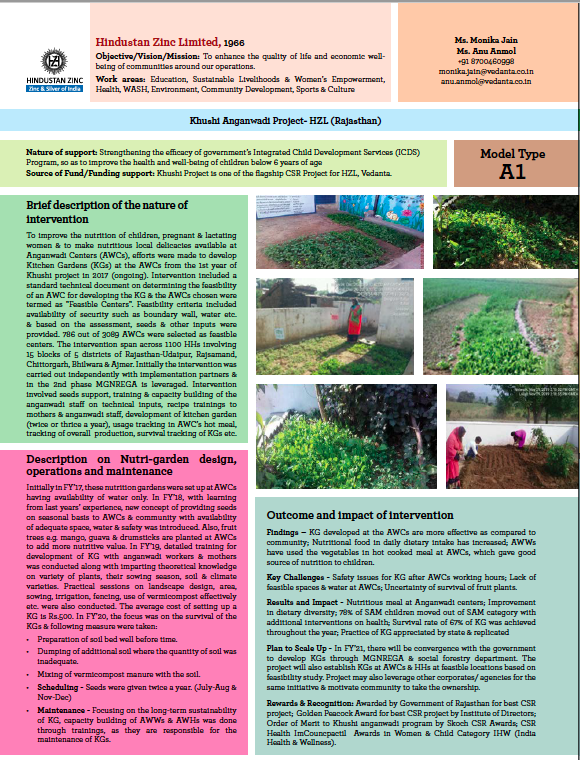 HINDUSTAN ZINC
Zinc & Silver of India
Hindustan Zinc Limited, 1966
Objective/Vision/Mission: To enhance the quality of life and economic well-
being of communities around our operations.
Work areas: Education, Sustainable Livelihoods & Women's Empowerment,
Health, WASH, Environment, Community Development, Sports & Culture
Ms. Monika Jain
Ms. Anu Anmol
+91 8700460998
monika.jain@vedanta.co.in
anu.anmol@vedanta.co.in
Khushi Anganwadi Project- HZL (Rajasthan)
Nature of support: Strengthening the efficacy of government's Integrated Child Development Services (ICDS)
Program, so as to improve the health and well-being of children below 6 years of age
Source of Fund/Funding support: Khushi Project is one of the flagship CSR Project for HZL, Vedanta.
Model Type
A1
Brief description of the nature of
intervention
To improve the nutrition of children, pregnant & lactating
women & to make nutritious local delicacies available at
Anganwadi Centers (AWCs), efforts were made to develop
Kitchen Gardens (KGs) at the AWCs from the 1st year of
Khushi project in 2017 (ongoing). Intervention included a
standard technical document on determining the feasibility
of an AWC for developing the KG & the AWCs chosen were
termed as "Feasible Centers". Feasibility criteria included
availability of security such as boundary wall, water etc.
& based on the assessment, seeds & other inputs were
provided. 786 out of 3089 AWCs were selected as feasible
centers. The intervention span across 1100 HHs involving
15 blocks of 5 districts of Rajasthan-Udaipur, Rajsamand,
Chittorgarh, Bhilwara & Ajmer. Initially the intervention was
carried out independently with implementation partners &
in the 2nd phase MGNREGA is leveraged. Intervention
involved seeds support, training & capacity building of the
anganwadi staff on technical inputs, recipe trainings to
mothers & anganwadi staff, development of kitchen garden
(twice or thrice a year), usage tracking in AWC's hot meal,
tracking of overall production, survival tracking of KGs etc.
Description on Nutri-garden design,
operations and maintenance
Initially in FY'17, these nutrition gardens were set up at AWCs
having availability of water only. In FY'18, with learning
from last years' experience, new concept of providing seeds
on seasonal basis to AWCs & community with availability
of adequate space, water & safety was introduced. Also, fruit
trees e.g. mango, guava & drumsticks are planted at AWCs
to add more nutritive value. In FY'19, detailed training for
development of KG with anganwadi workers & mothers
was conducted along with imparting theoretical knowledge
on variety of plants, their sowing season, soil & climate
varieties. Practical sessions on landscape design, area,
sowing, irrigation, fencing, use of vermicompost effectively
etc. were also conducted. The average cost of setting up a
KG is Rs.500. In FY'20, the focus was on the survival of the
KGs & following measure were taken:
• Preparation of soil bed well before time.
• Dumping of additional soil where the quantity of soil was
inadequate.
• Mixing of vermicompost manure with the soil.
• Scheduling - Seeds were given twice a year. (July-Aug &
Nov-Dec)
• Maintenance - Focusing on the long-term sustainability
of KG, capacity building of AWWs & AWHs was done
through trainings, as they are responsible for the
maintenance of KGs.
Outcome and impact of intervention
Findings – KG developed at the AWCs are more effective as compared to
community; Nutritional food in daily dietary intake has increased; AWWs
have used the vegetables in hot cooked meal at AWCs, which gave good
source of nutrition to children.
Key Challenges - Safety issues for KG after AWCs working hours; Lack of
feasible spaces & water at AWCs; Uncertainty of survival of fruit plants.
Results and Impact - Nutritious meal at Anganwadi centers; Improvement
in dietary diversity; 78% of SAM children moved out of SAM category with
additional interventions on health; Survival rate of 67% of KG was achieved
throughout the year; Practice of KG appreciated by state & replicated
Plan to Scale Up - In FY'21, there will be convergence with the government
to develop KGs through MGNREGA & social forestry department. The
project will also establish KGs at AWCs & HHs at feasible locations based on
feasibility study. Project may also leverage other corporates/ agencies for the
same initiative & motivate community to take the ownership.
Rewards & Recognition: Awarded by Government of Rajasthan for best CSR
project; Golden Peacock Award for best CSR project by Institute of Directors;
Order of Merit to Khushi anganwadi program by Skoch CSR Awards; CSR
Health ImCouncpactil Awards in Women & Child Category IHW (India
Health & Wellness).